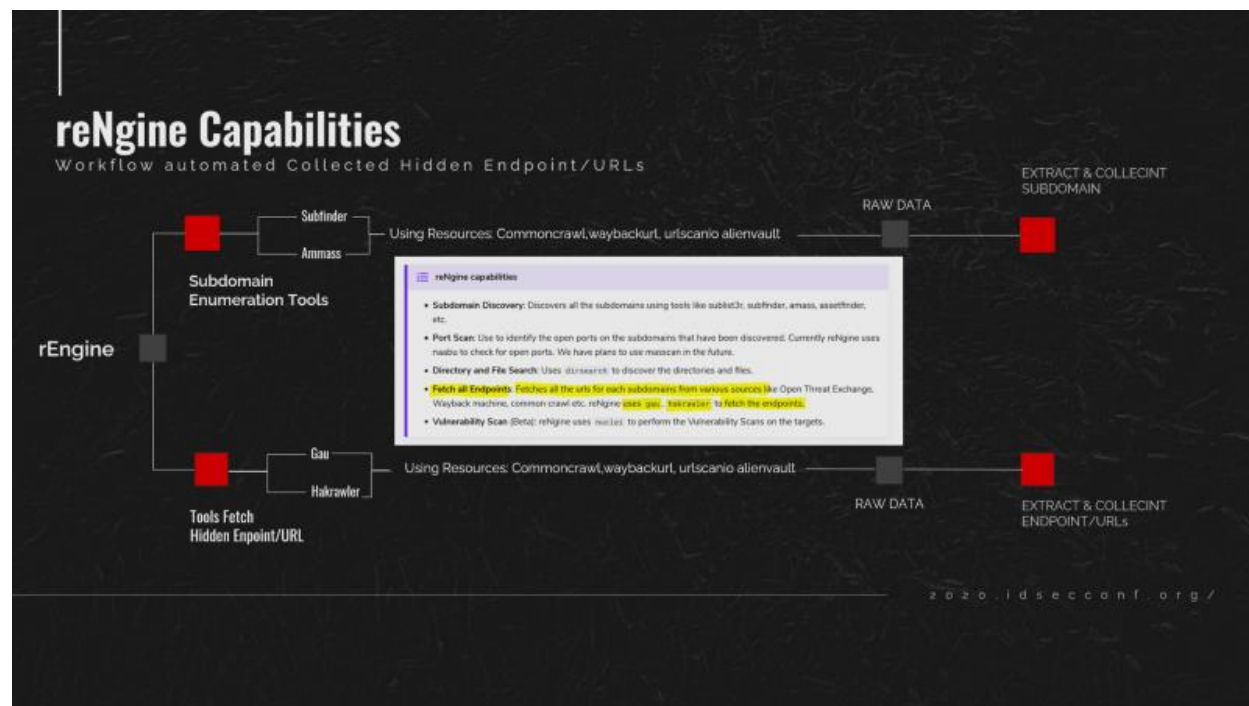 reNgine Capabilities
Workflow automated Collected Hidden Endpoint/URLs
EXTRACT & COLLECINT
SUBDOMAIN
RAW DATA
Subfinder
Using Resources: Commoncrawl,waybackurl, urlscanio alienvault
Ammass
Subdomain
Enumeration Tools
rEngine
reNgine capabilities
• Subdomain Discovery: Discovers all the subdomains using tools like sublist3r, subfinder, amass, assetfinder,
etc.
• Port Scan: Use to identify the open ports on the subdomains that have been discovered. Currently reNgine uses
naabu to check for open ports. We have plans to use masscan in the future.
• Directory and File Search: Uses dirsearch to discover the directories and files.
• Fetch all Endpoints: Fetches all the urls for each subdomains from various sources like Open Threat Exchange,
Wayback machine, common crawl etc. reNgine uses gau, hakrawler to fetch the endpoints.
• Vulnerability Scan (Beta): reNgine uses nuclei to perform the Vulnerability Scans on the targets.
Gau
Using Resources: Commoncrawl,waybackurl, urlscanio alienvault
Hakrawler
Tools Fetch
Hidden Enpoint/URL
RAW DATA
EXTRACT & COLLECINT
ENDPOINT/URLs
2020.idsecconf.org/